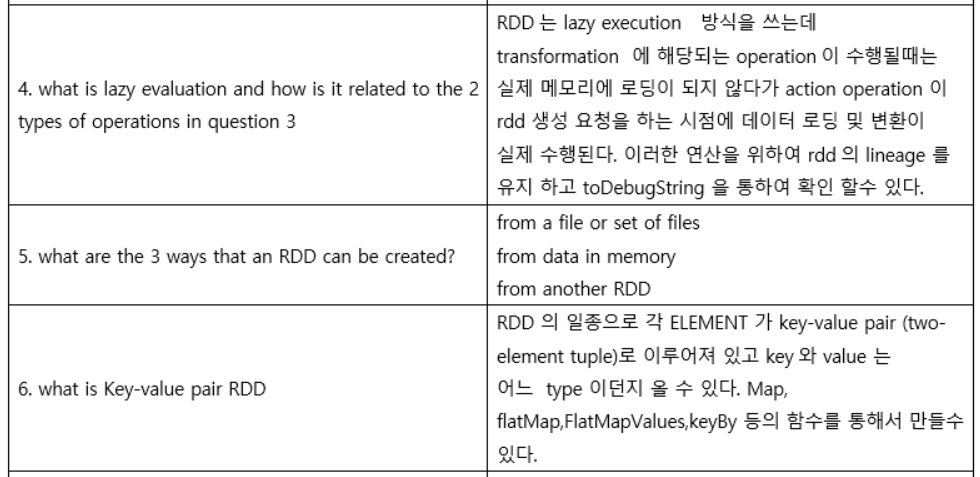 4. what is lazy evaluation and how is it related to the 2
types of operations in question 3
RDD 는 lazy execution 방식을 쓰는데
transformation 에 해당되는 operation 이 수행될때는
실제 메모리에 로딩이 되지 않다가 action operation 이
rdd 생성 요청을 하는 시점에 데이터 로딩 및 변환이
실제 수행된다. 이러한 연산을 위하여 rdd 의 lineage 를
유지 하고 toDebugString 을 통하여 확인 할수 있다.
5. what are the 3 ways that an RDD can be created?
from a file or set of files
from data in memory
from another RDD
6. what is Key-value pair RDD
RDD 의 일종으로 각 ELEMENT 가 key-value pair (two-
element tuple)로 이루어져 있고 key 와 value 는
어느 type 이던지 올 수 있다. Map,
flatMap,FlatMapValues,keyBy 등의 함수를 통해서 만들수
있다.